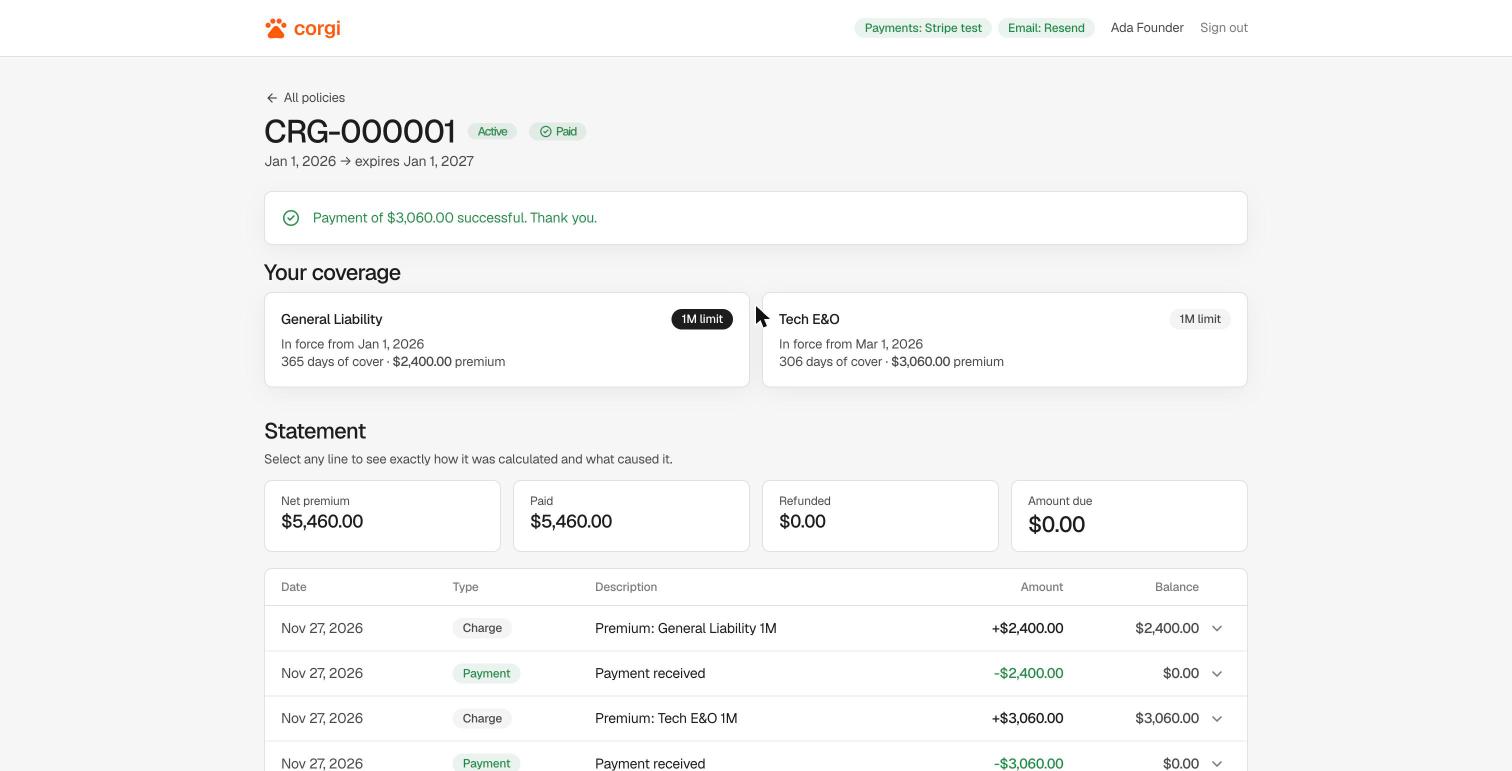 corgi
Payments: Stripe test
Email: Resend
Ada Founder
Sign out
← All policies
CRG-000001
Active
Paid
Jan 1, 2026 → expires Jan 1, 2027
Payment of $3,060.00 successful. Thank you.
Your coverage
General Liability
1M limit
In force from Jan 1, 2026
365 days of cover · $2,400.00 premium
Tech E&O
1M limit
In force from Mar 1, 2026
306 days of cover · $3,060.00 premium
Statement
Select any line to see exactly how it was calculated and what caused it.
Net premium
$5,460.00
Paid
$5,460.00
Refunded
$0.00
Amount due
$0.00
Date Type Description Amount Balance
Nov 27, 2026 Charge Premium: General Liability 1M +$2,400.00 $2,400.00
Nov 27, 2026 Payment Payment received -$2,400.00 $0.00
Nov 27, 2026 Charge Premium: Tech E&O 1M +$3,060.00 $3,060.00
Nov 27, 2026 Payment Payment received -$3,060.00 $0.00